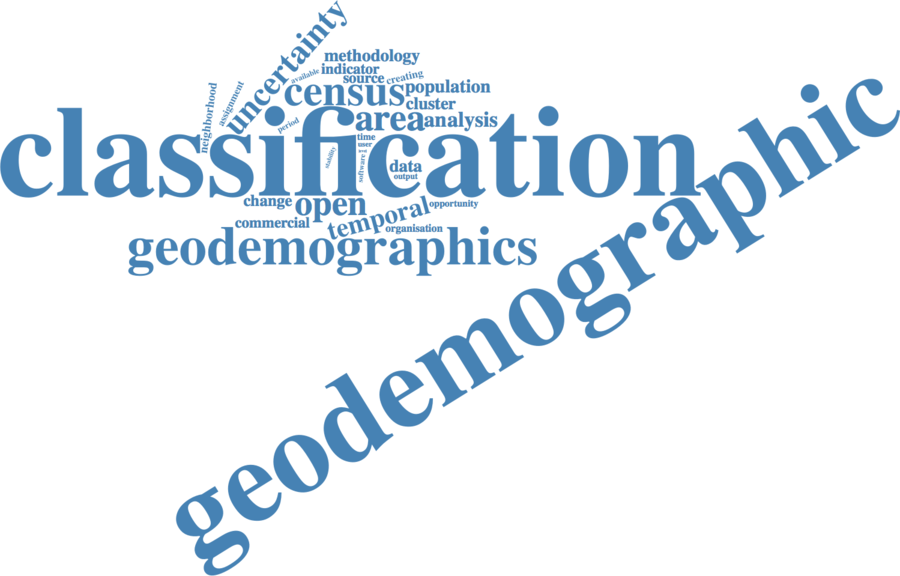 uncertainty
methodology
indicator
available
source
creating
neighborhood
assignment
census
population
cluster
period
area
analysis
classification
time
user
stability
software
data
output
change
open
temporal
opportunity
commercial
organisation
geodemographics
geodemographic